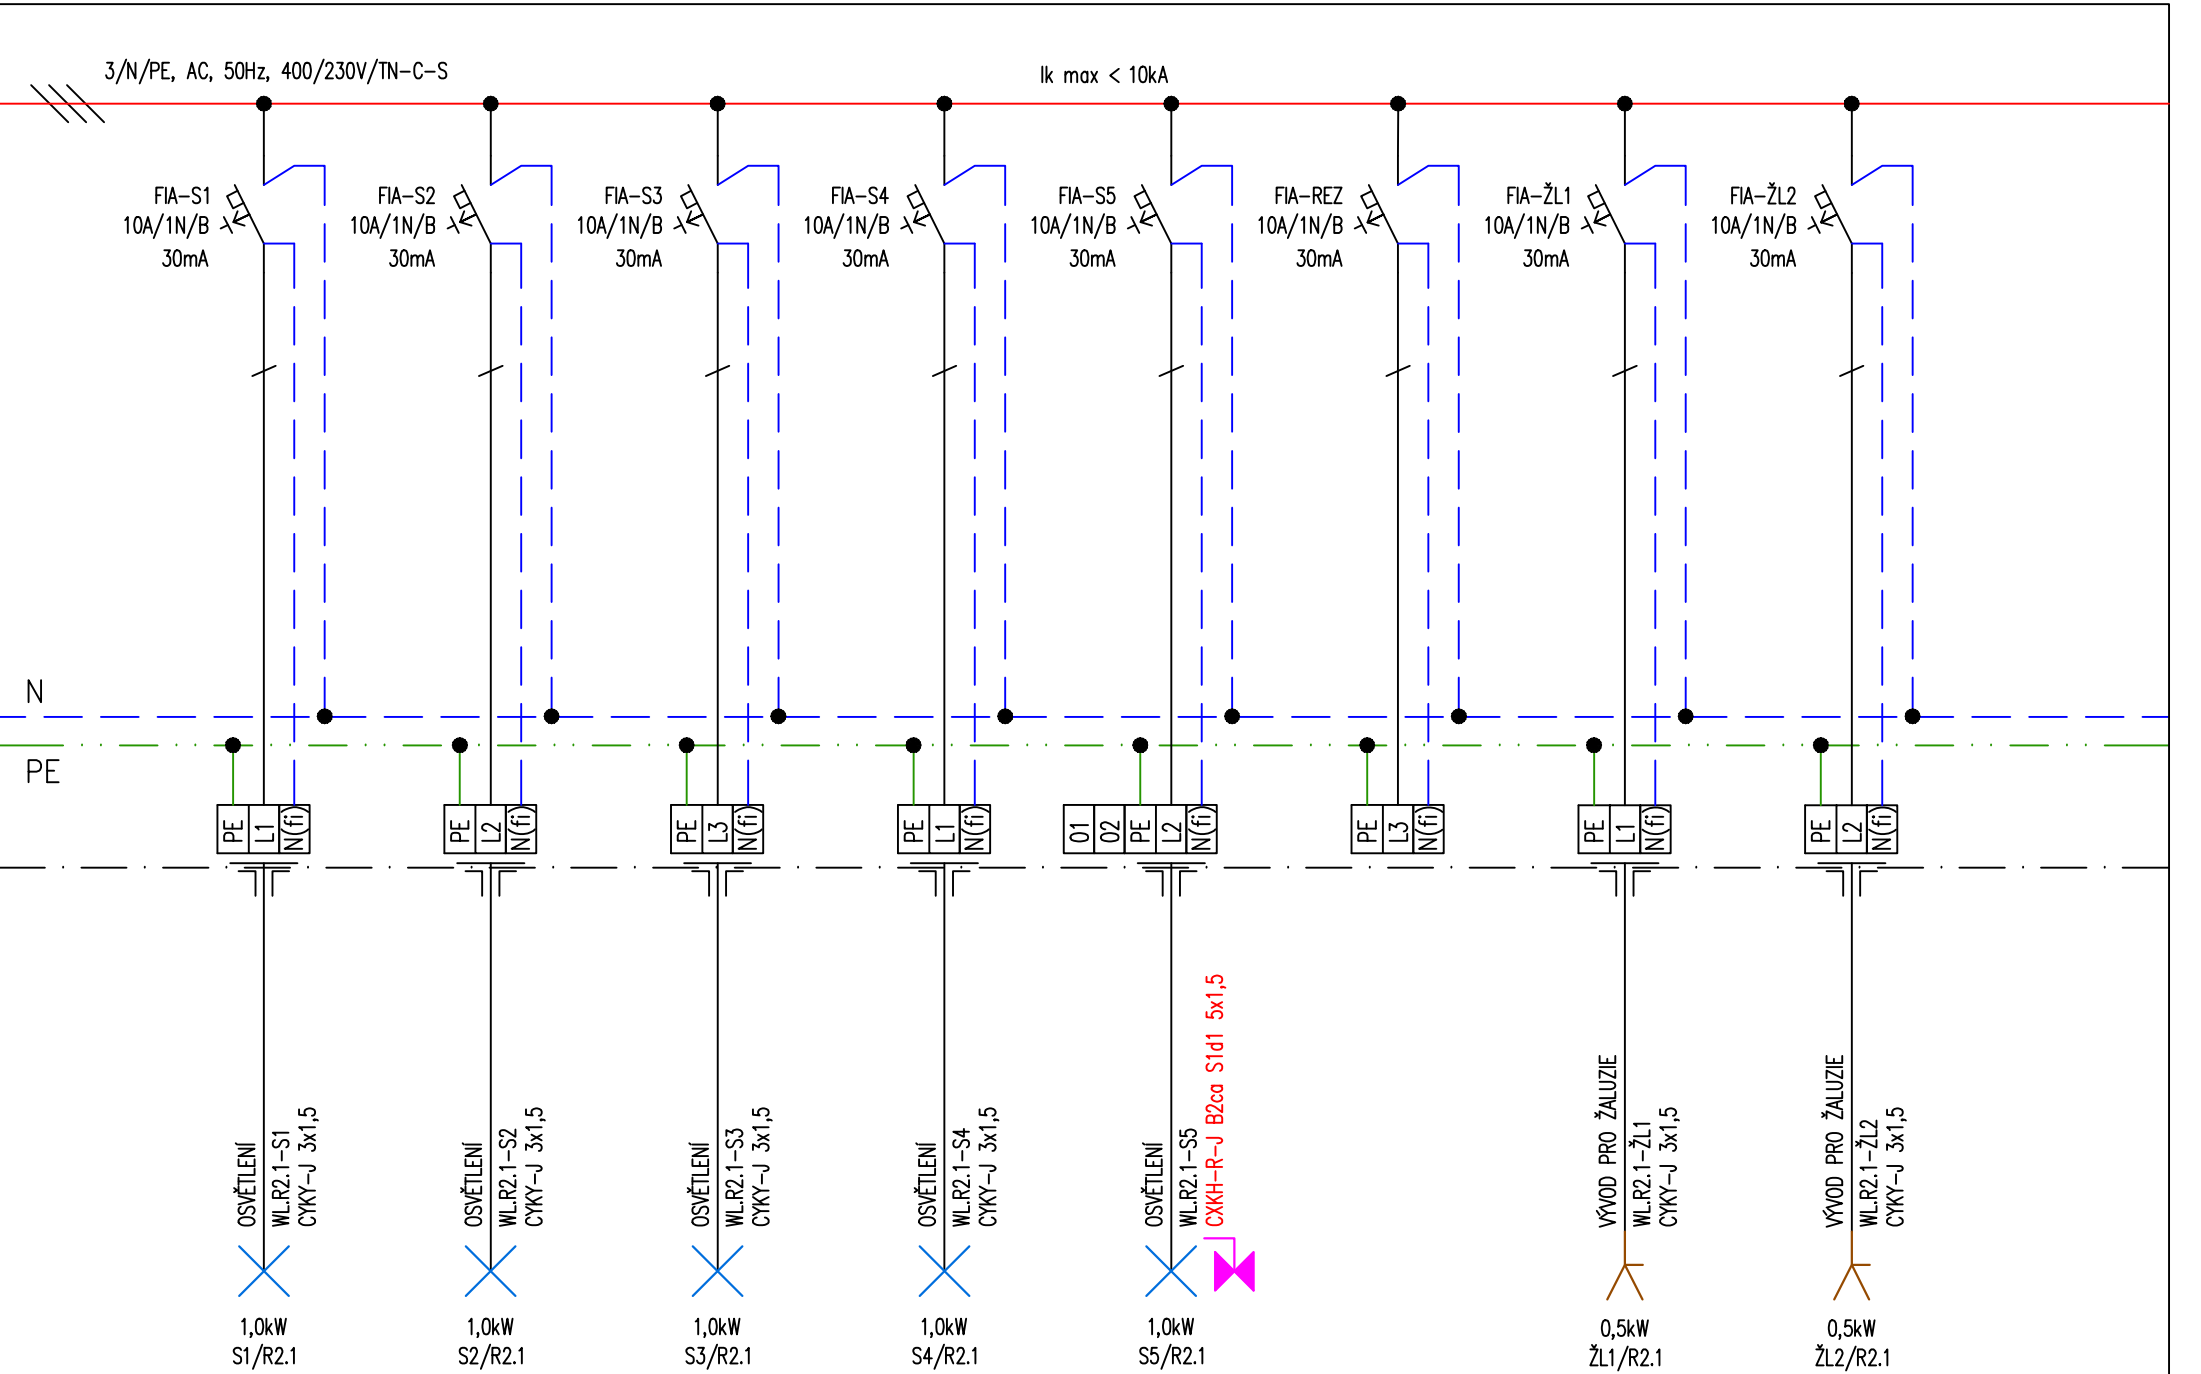 3/N/PE, AC, 50Hz, 400/230V/TN-C-S
Ik max < 10kA
FIA-S1
10A/1N/B
30mA
FIA-S2
10A/1N/B
30mA
FIA-S3
10A/1N/B
30mA
FIA-S4
10A/1N/B
30mA
FIA-S5
10A/1N/B
30mA
FIA-REZ
10A/1N/B
30mA
FIA-ŽL1
10A/1N/B
30mA
FIA-ŽL2
10A/1N/B
30mA
N
PE
PE L1 N(fi)
PE L2 N(fi)
PE L3 N(fi)
PE L1 N(fi)
O1 O2 PE L2 N(fi)
PE L3 N(fi)
PE L1 N(fi)
PE L2 N(fi)
OSVĚTLENÍ
WL.R2.1-S1
CYKY-J 3x1,5
OSVĚTLENÍ
WL.R2.1-S2
CYKY-J 3x1,5
OSVĚTLENÍ
WL.R2.1-S3
CYKY-J 3x1,5
OSVĚTLENÍ
WL.R2.1-S4
CYKY-J 3x1,5
OSVĚTLENÍ
WL.R2.1-S5
CXKH-R-J B2ca S1d1 5x1,5
VÝVOD PRO ŽALUZIE
WL.R2.1-ŽL1
CYKY-J 3x1,5
VÝVOD PRO ŽALUZIE
WL.R2.1-ŽL2
CYKY-J 3x1,5
1,0kW
S1/R2.1
1,0kW
S2/R2.1
1,0kW
S3/R2.1
1,0kW
S4/R2.1
1,0kW
S5/R2.1
0,5kW
ŽL1/R2.1
0,5kW
ŽL2/R2.1